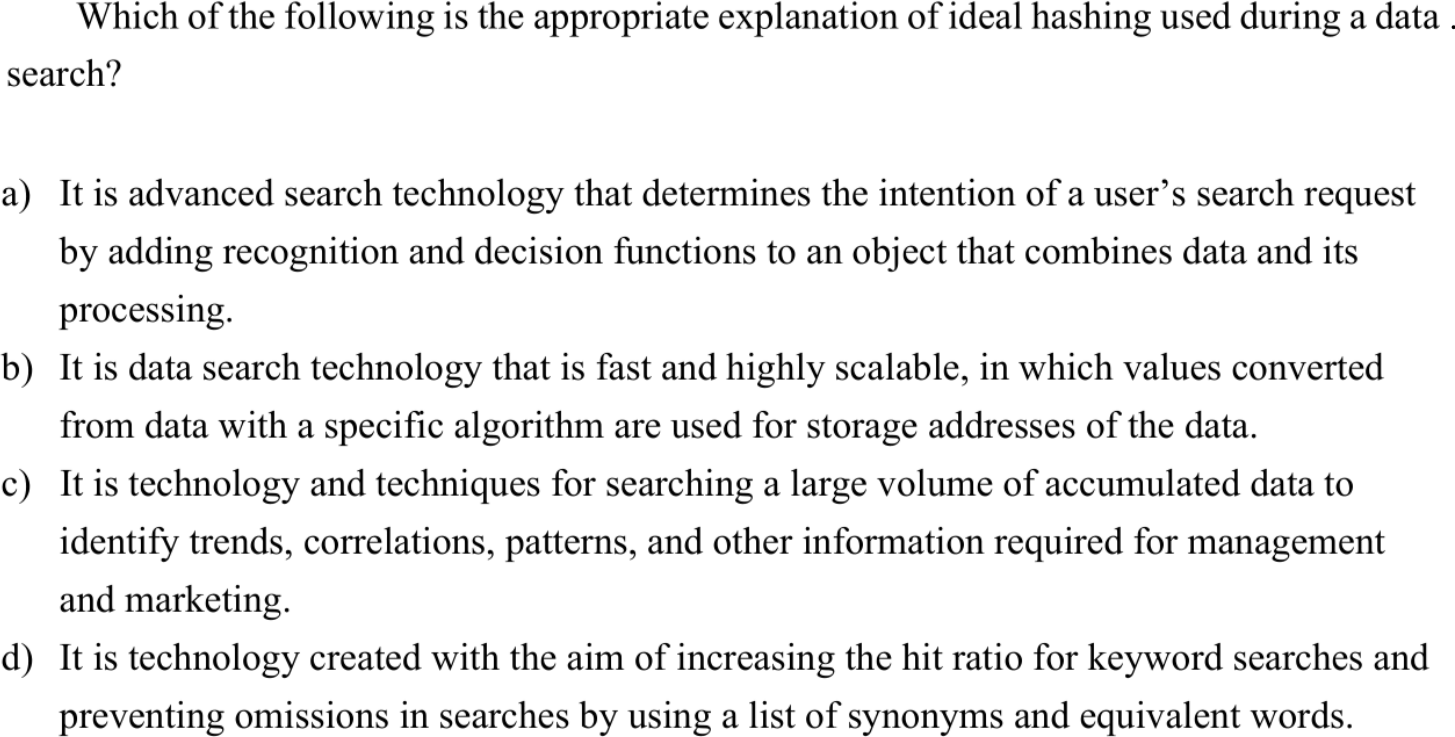 Which of the following is the appropriate explanation of ideal hashing used during a data .
search?
a) It is advanced search technology that determines the intention of a user’s search request
by adding recognition and decision functions to an object that combines data and its
processing.
b) It is data search technology that is fast and highly scalable, in which values converted
from data with a specific algorithm are used for storage addresses of the data.
c) It is technology and techniques for searching a large volume of accumulated data to
identify trends, correlations, patterns, and other information required for management
and marketing.
d) It is technology created with the aim of increasing the hit ratio for keyword searches and
preventing omissions in searches by using a list of synonyms and equivalent words.